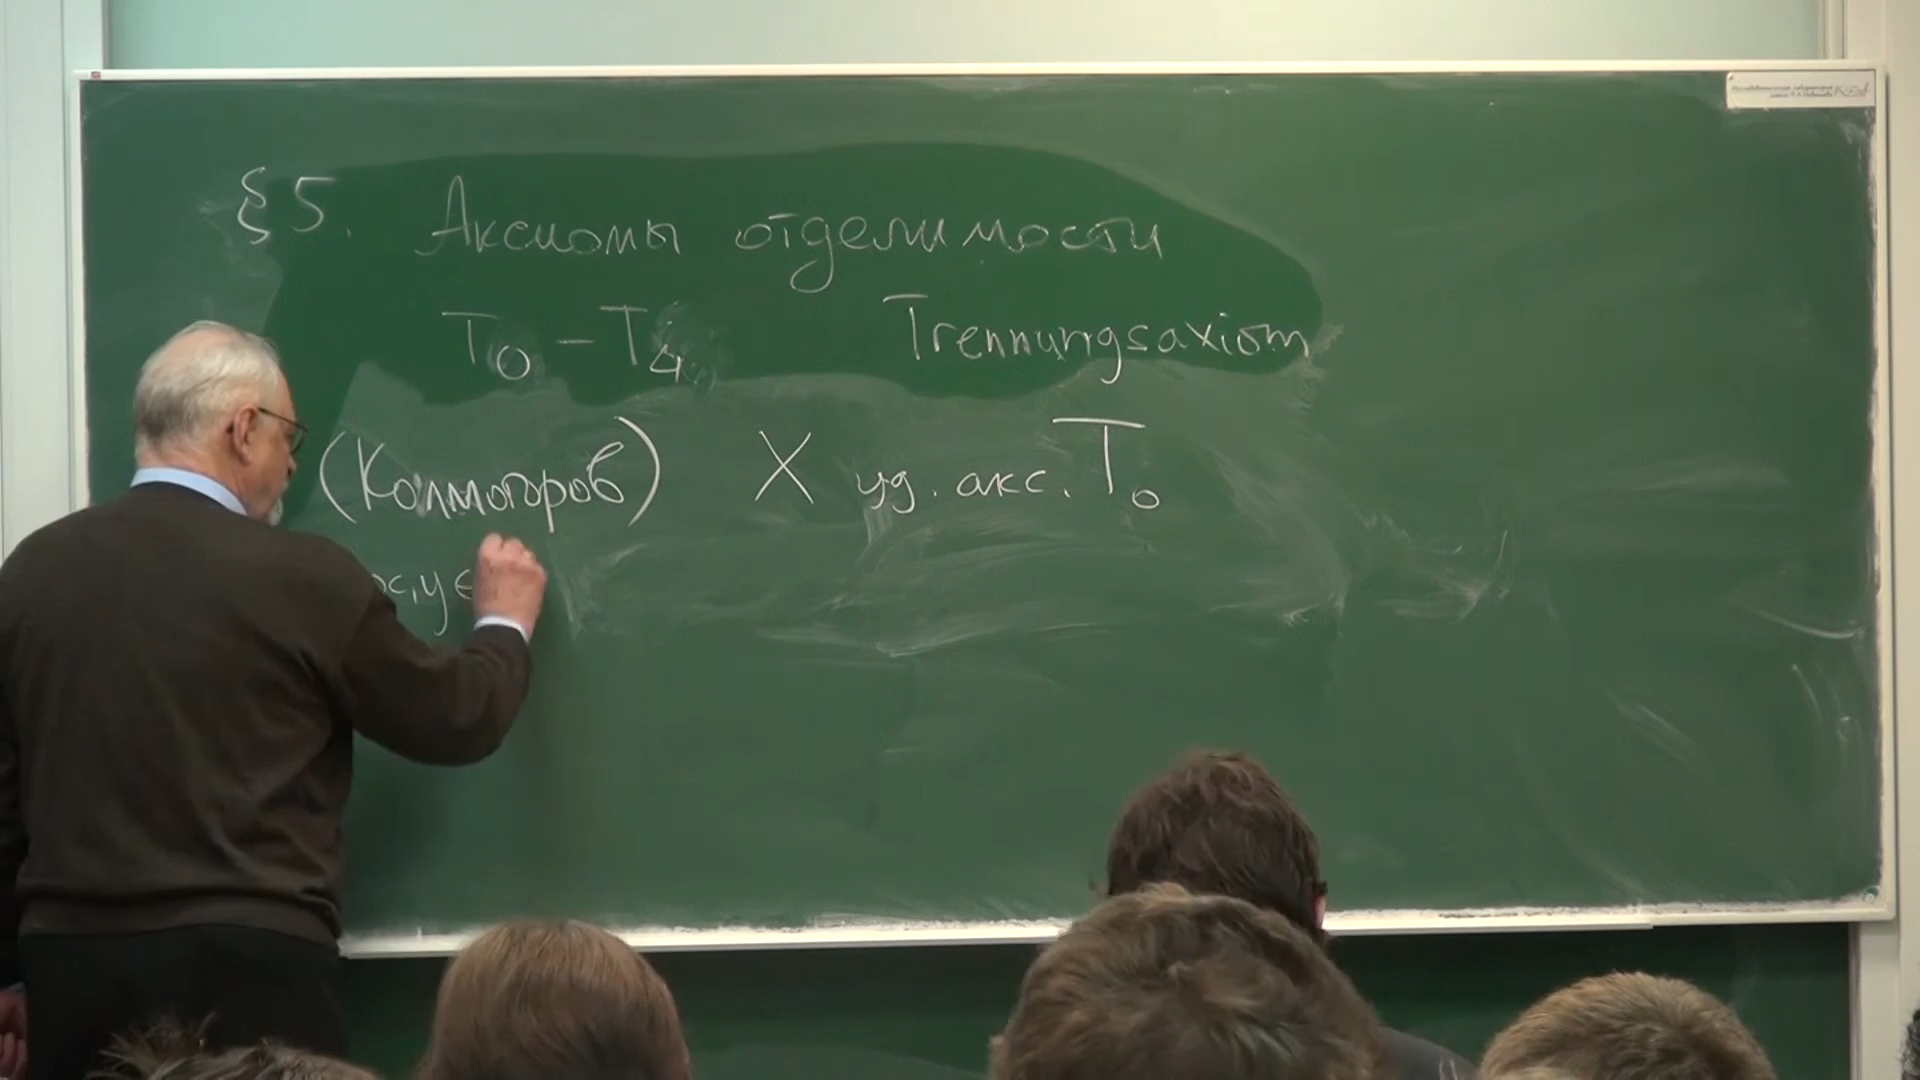 §5. Аксиомы отделимости
T₀ – T₄ Trennungsaxiom
(Колмогоров) X уд. акс. T₀
x, y ∈